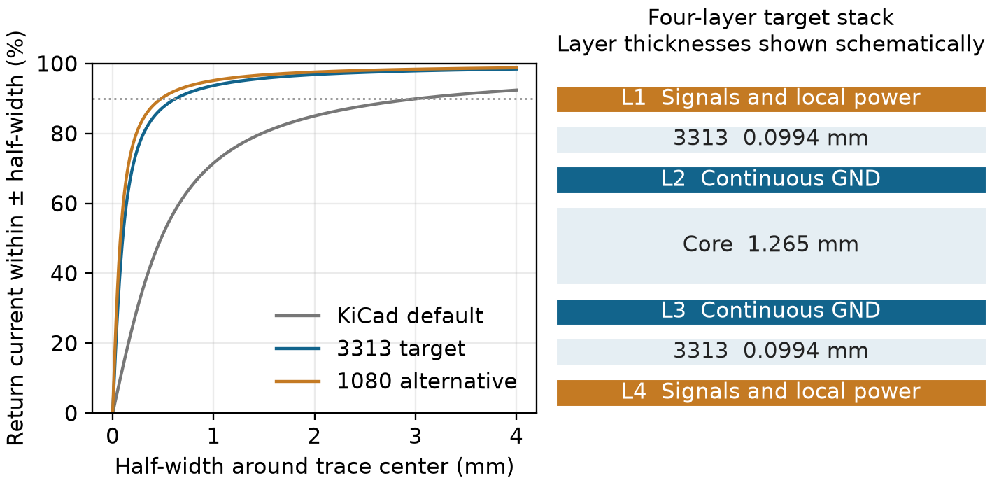 Return current within ± half-width (%)
100
80
60
40
20
0
0 1 2 3 4
Half-width around trace center (mm)
KiCad default
3313 target
1080 alternative
Four-layer target stack
Layer thicknesses shown schematically
L1 Signals and local power
3313 0.0994 mm
L2 Continuous GND
Core 1.265 mm
L3 Continuous GND
3313 0.0994 mm
L4 Signals and local power